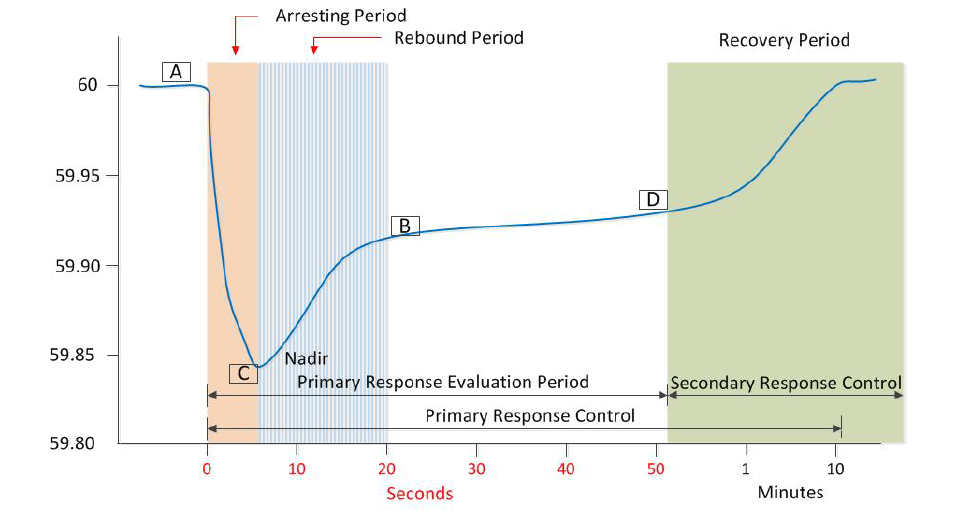 Arresting Period
Rebound Period
Recovery Period
A
60
59.95
D
B
59.90
59.85
Nadir
C
Primary Response Evaluation Period
Secondary Response Control
Primary Response Control
59.80
0 10 20 30 40 50 1 10
Seconds
Minutes